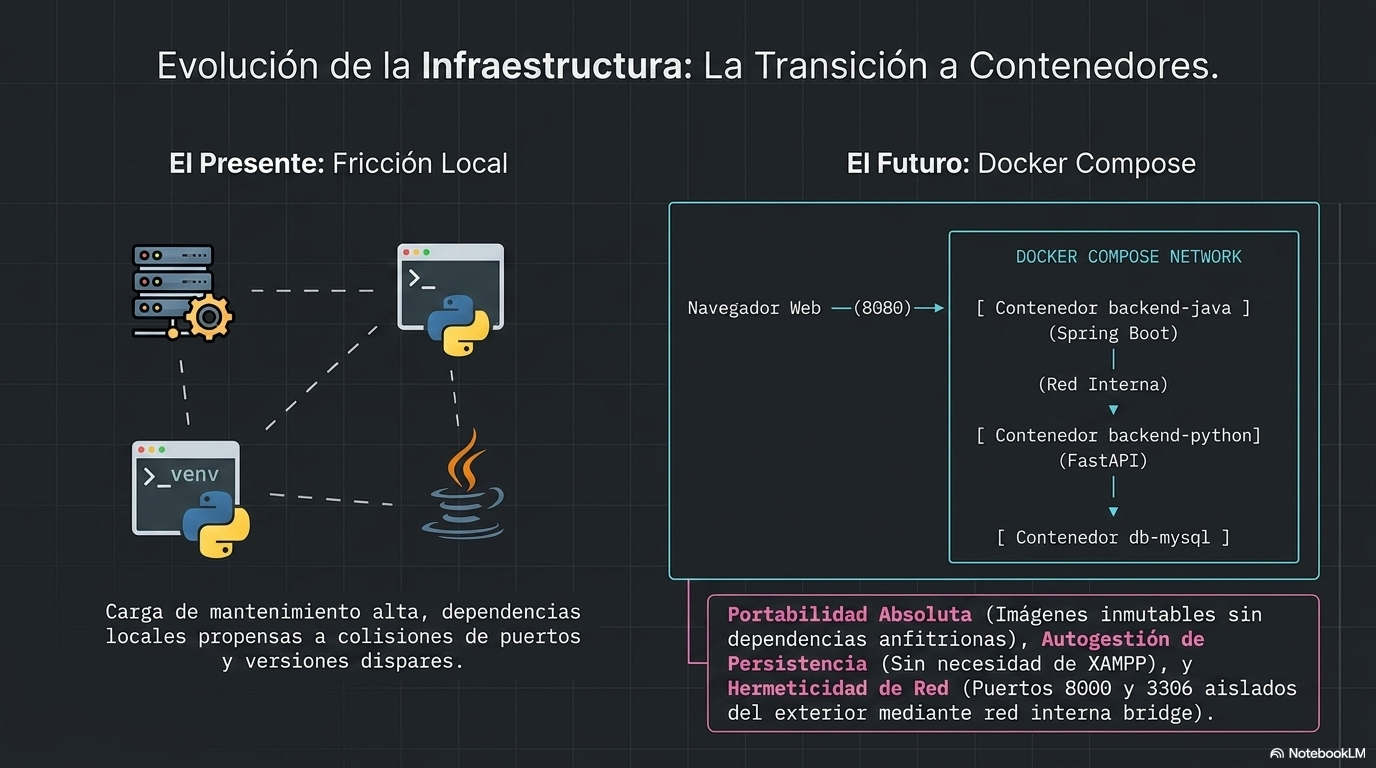 Evolución de la Infraestructura: La Transición a Contenedores.
El Presente: Fricción Local
>_
>_venv
Carga de mantenimiento alta, dependencias
locales propensas a colisiones de puertos
y versiones dispares.
El Futuro: Docker Compose
DOCKER COMPOSE NETWORK
Navegador Web —(8080)—▶ [ Contenedor backend-java ]
(Spring Boot)
(Red Interna)
[ Contenedor backend-python]
(FastAPI)
[ Contenedor db-mysql ]
Portabilidad Absoluta (Imágenes inmutables sin
dependencias anfitrionas), Autogestión de
Persistencia (Sin necesidad de XAMPP), y
Hermeticidad de Red (Puertos 8000 y 3306 aislados
del exterior mediante red interna bridge).
NotebookLM